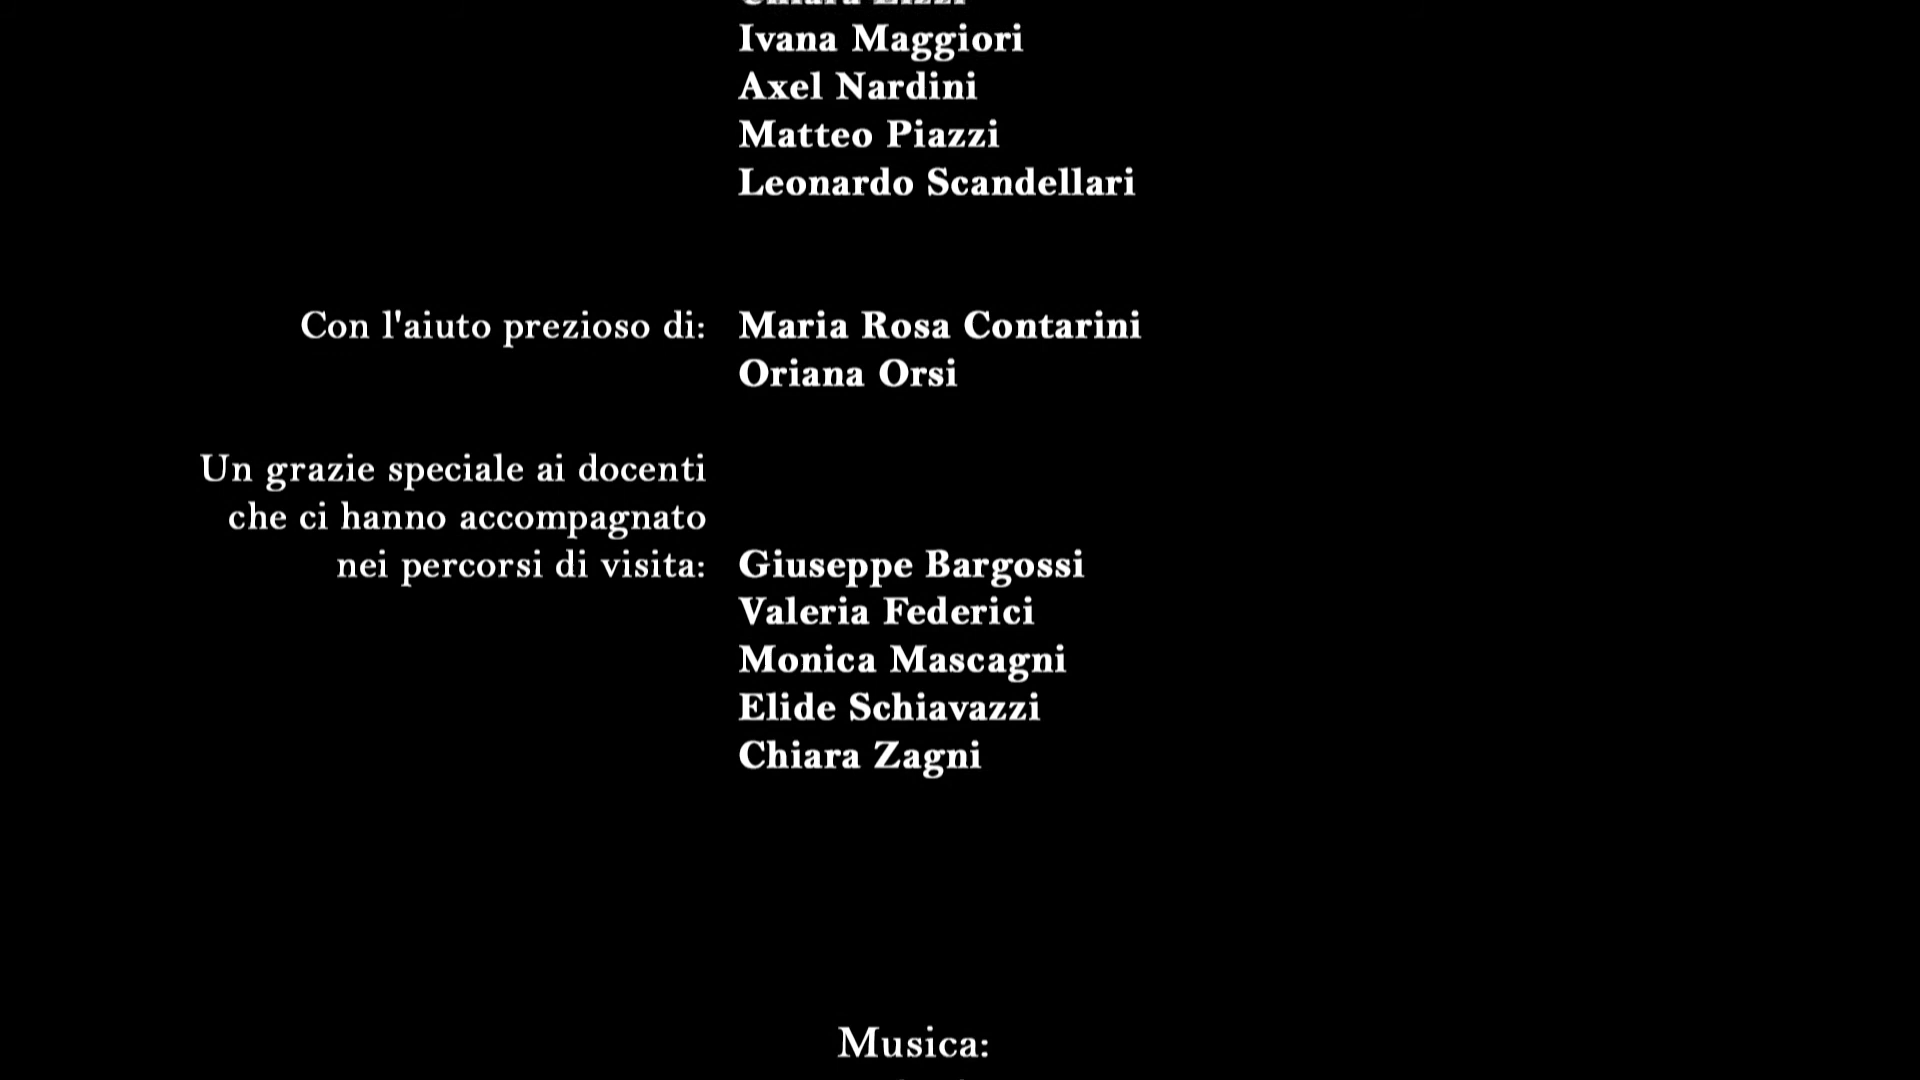 Ivana Maggiori
Axel Nardini
Matteo Piazzi
Leonardo Scandellari
Con l'aiuto prezioso di: Maria Rosa Contarini
Oriana Orsi
Un grazie speciale ai docenti
che ci hanno accompagnato
nei percorsi di visita: Giuseppe Bargossi
Valeria Federici
Monica Mascagni
Elide Schiavazzi
Chiara Zagni
Musica: